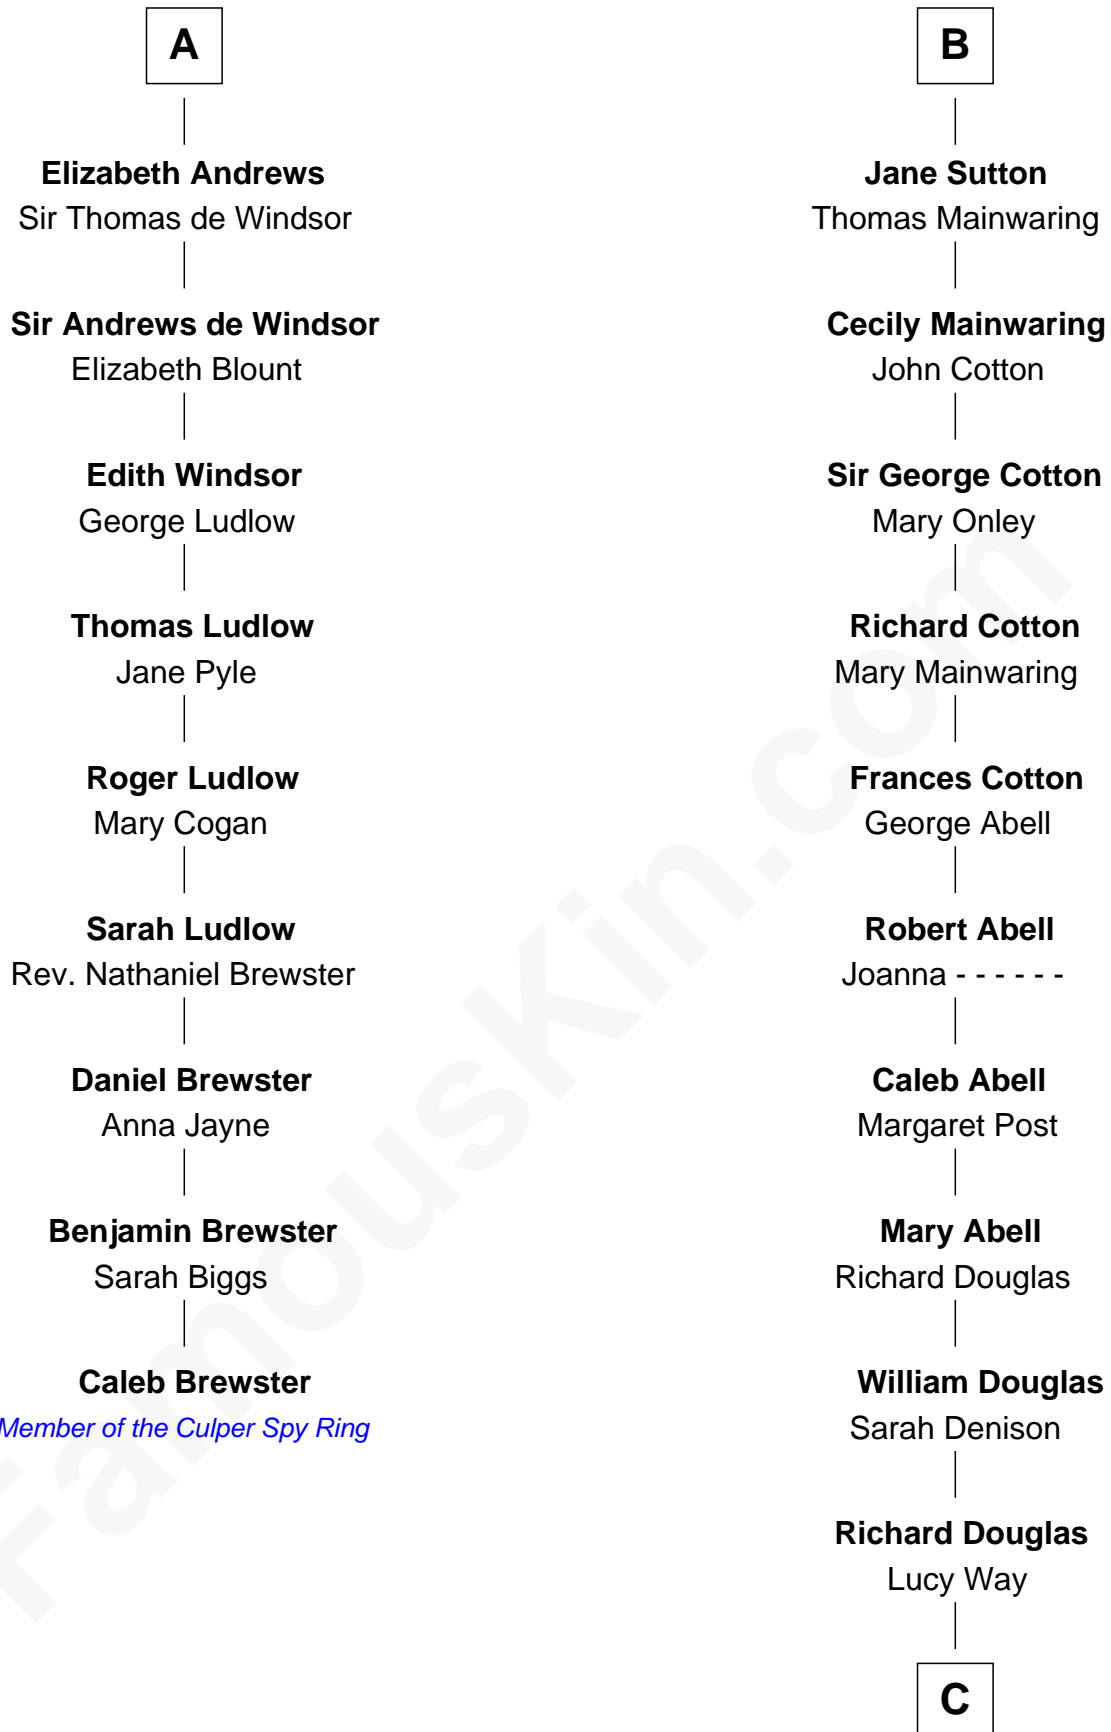 A
Elizabeth Andrews
Sir Thomas de Windsor
Sir Andrews de Windsor
Elizabeth Blount
Edith Windsor
George Ludlow
Thomas Ludlow
Jane Pyle
Roger Ludlow
Mary Cogan
Sarah Ludlow
Rev. Nathaniel Brewster
Daniel Brewster
Anna Jayne
Benjamin Brewster
Sarah Biggs
Caleb Brewster
Member of the Culper Spy Ring
B
Jane Sutton
Thomas Mainwaring
Cecily Mainwaring
John Cotton
Sir George Cotton
Mary Onley
Richard Cotton
Mary Mainwaring
Frances Cotton
George Abell
Robert Abell
Joanna - - - - - -
Caleb Abell
Margaret Post
Mary Abell
Richard Douglas
William Douglas
Sarah Denison
Richard Douglas
Lucy Way
C
FamousKin.com